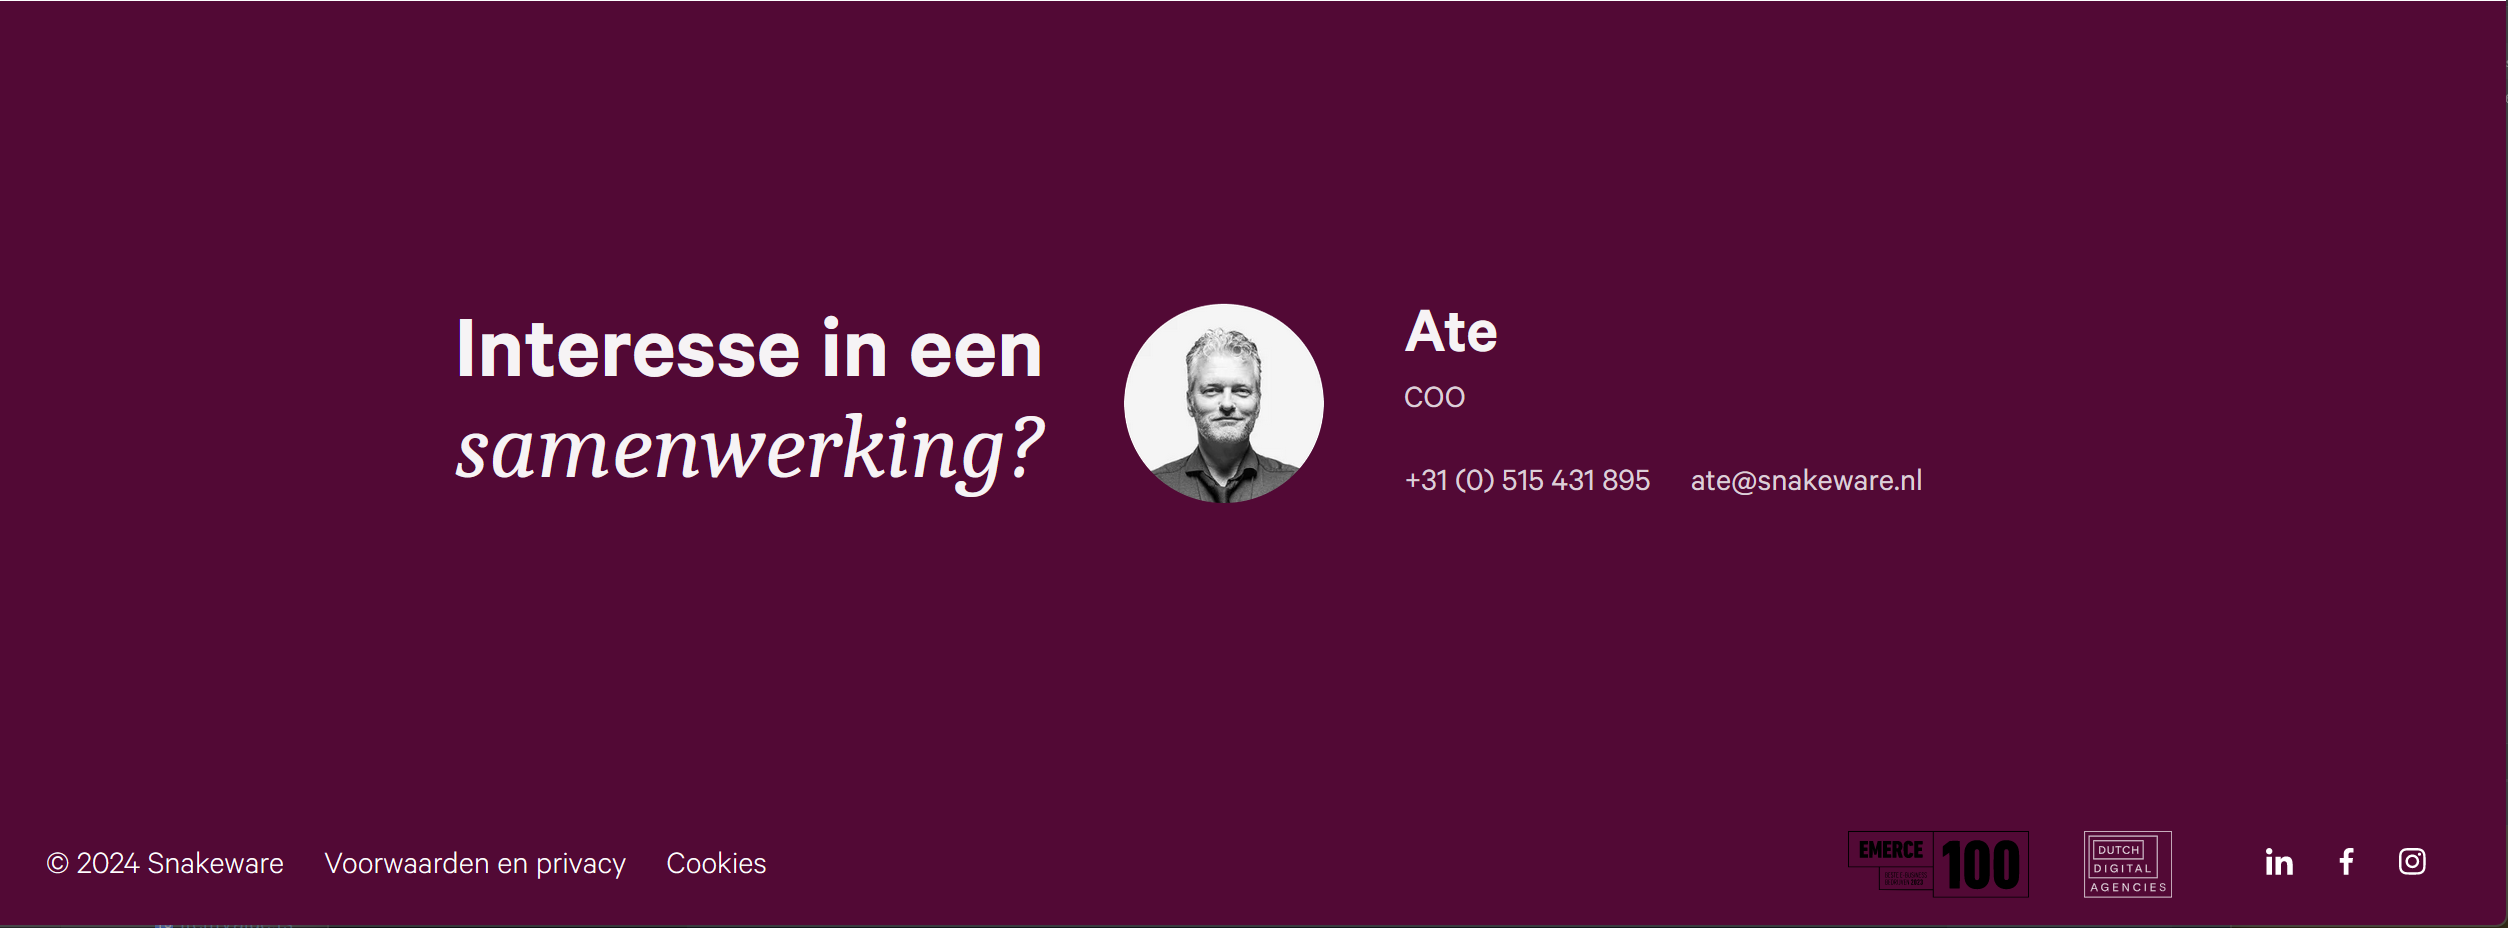 Interesse in een
samenwerking?
Ate
COO
+31 (0) 515 431 895 ate@snakeware.nl
© 2024 Snakeware Voorwaarden en privacy Cookies
EMERCE
100
DUTCH
DIGITAL
AGENCIES
in f